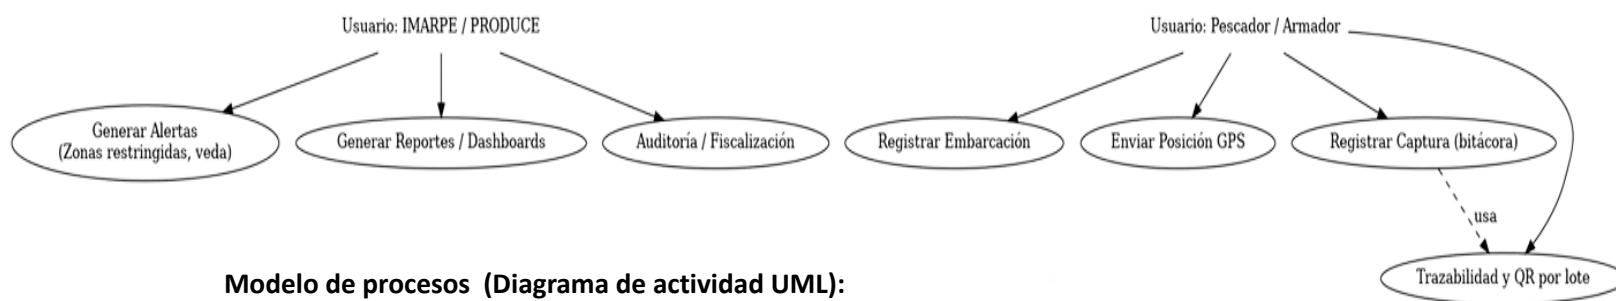 Usuario: IMARPE / PRODUCE
Usuario: Pescador / Armador
Generar Alertas
(Zonas restringidas, veda)
Generar Reportes / Dashboards
Auditoría / Fiscalización
Registrar Embarcación
Enviar Posición GPS
Registrar Captura (bitácora)
usa
Trazabilidad y QR por lote
Modelo de procesos (Diagrama de actividad UML):